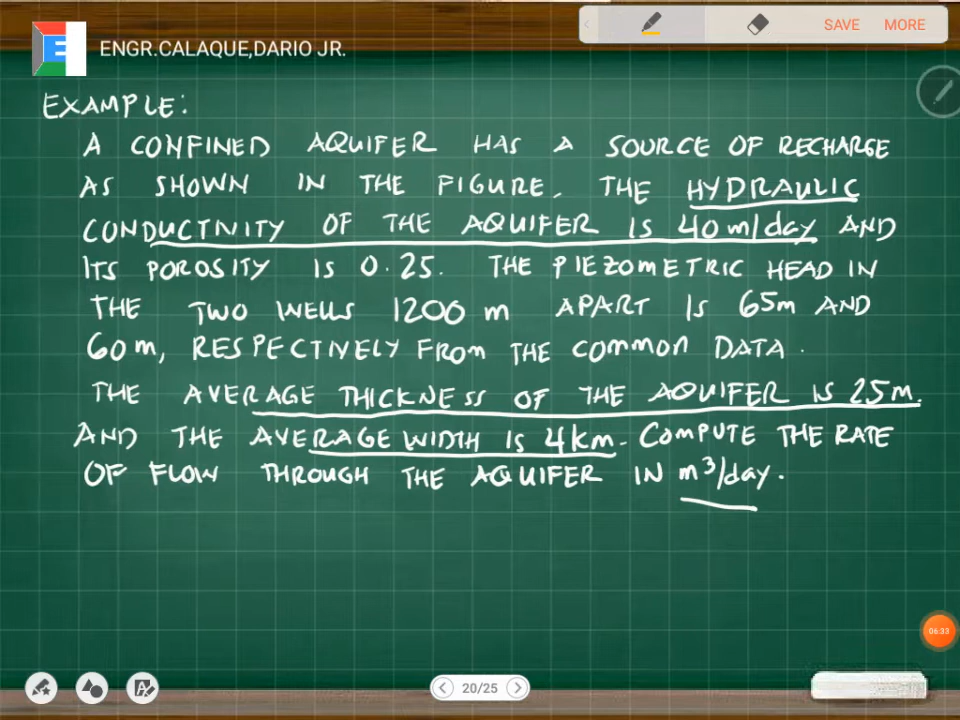 SAVE MORE
E ENGR.CALAQUE,DARIO JR.
EXAMPLE:
A CONFINED AQUIFER HAS A SOURCE OF RECHARGE
AS SHOWN IN THE FIGURE. THE HYDRAULIC
CONDUCTIVITY OF THE AQUIFER IS 40 m/day AND
ITS POROSITY IS 0.25. THE PIEZOMETRIC HEAD IN
THE TWO WELLS 1200 m APART IS 65m AND
60 m, RESPECTIVELY FROM THE COMMON DATA.
THE AVERAGE THICKNESS OF THE AQUIFER IS 25m.
AND THE AVERAGE WIDTH IS 4 km. COMPUTE THE RATE
OF FLOW THROUGH THE AQUIFER IN m³/day.
06:33
20/25